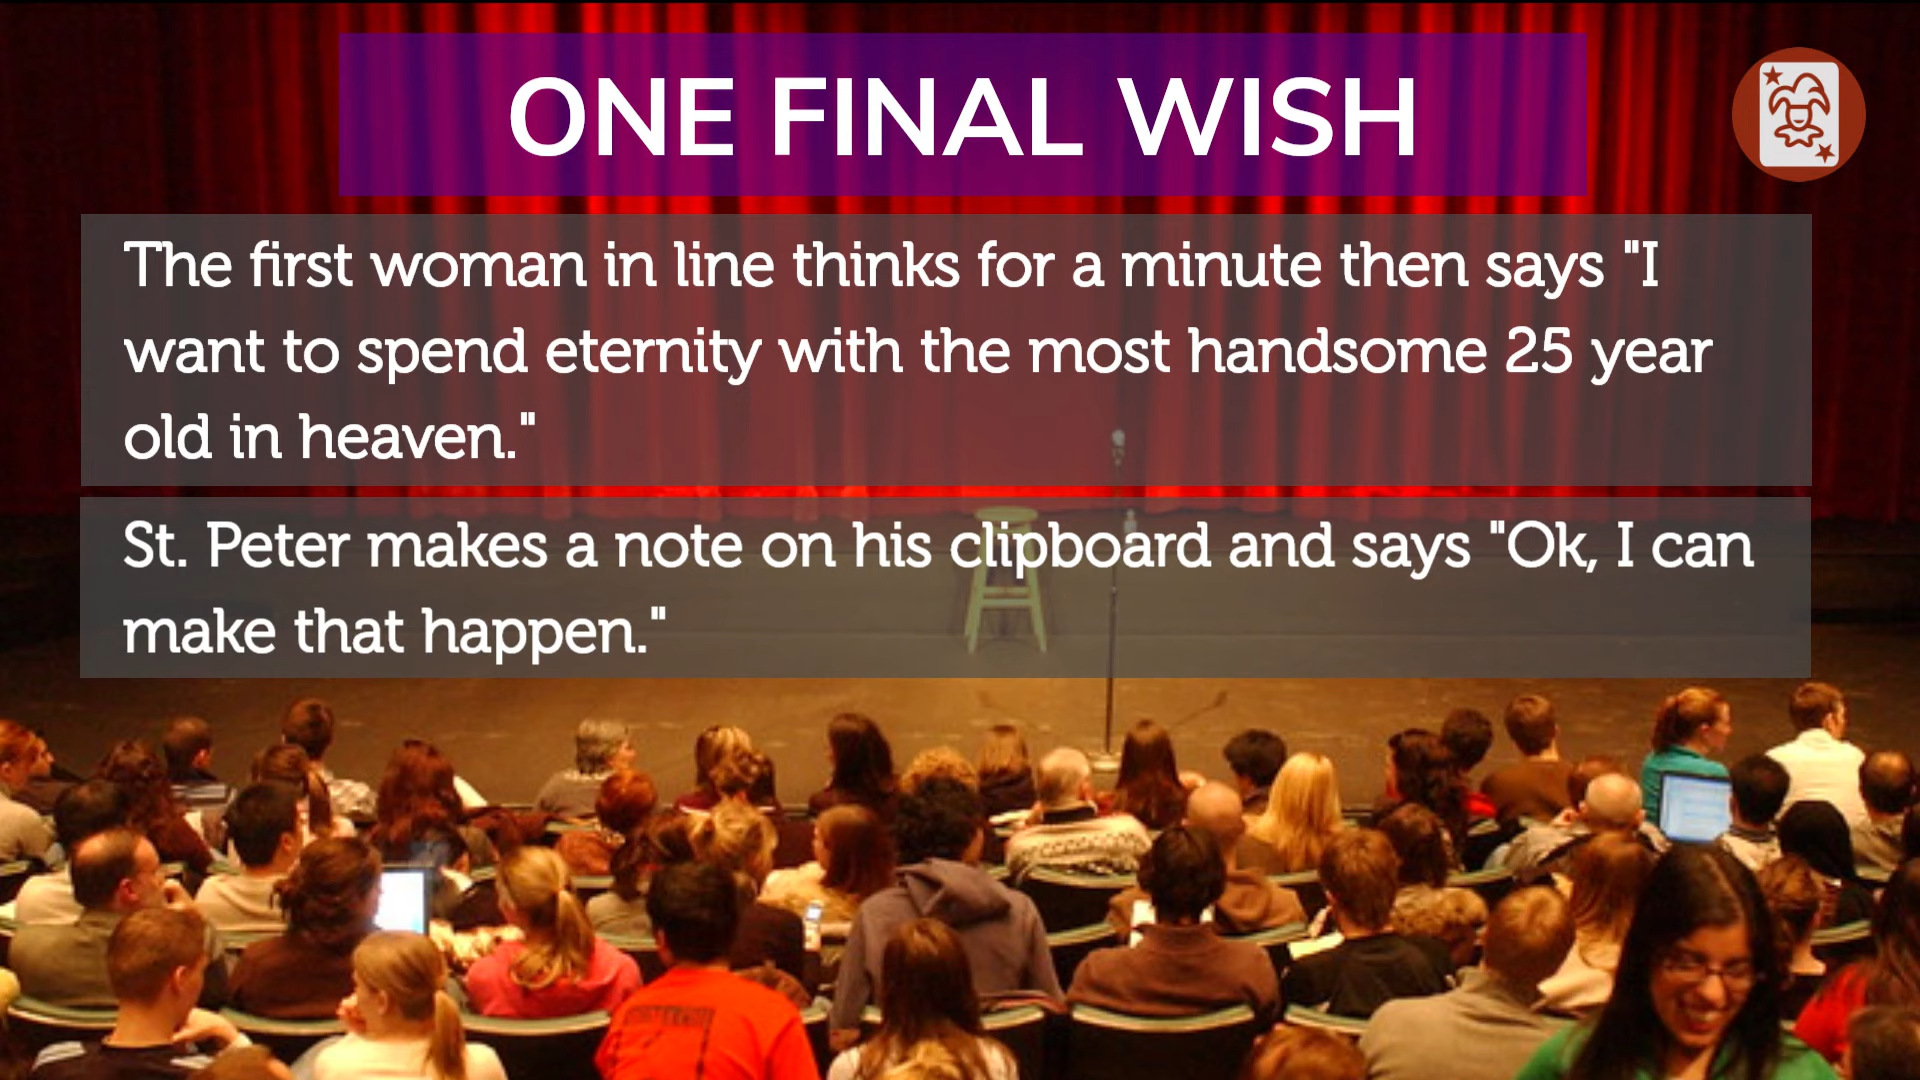 ONE FINAL WISH
The first woman in line thinks for a minute then says "I
want to spend eternity with the most handsome 25 year
old in heaven."
St. Peter makes a note on his clipboard and says "Ok, I can
make that happen."